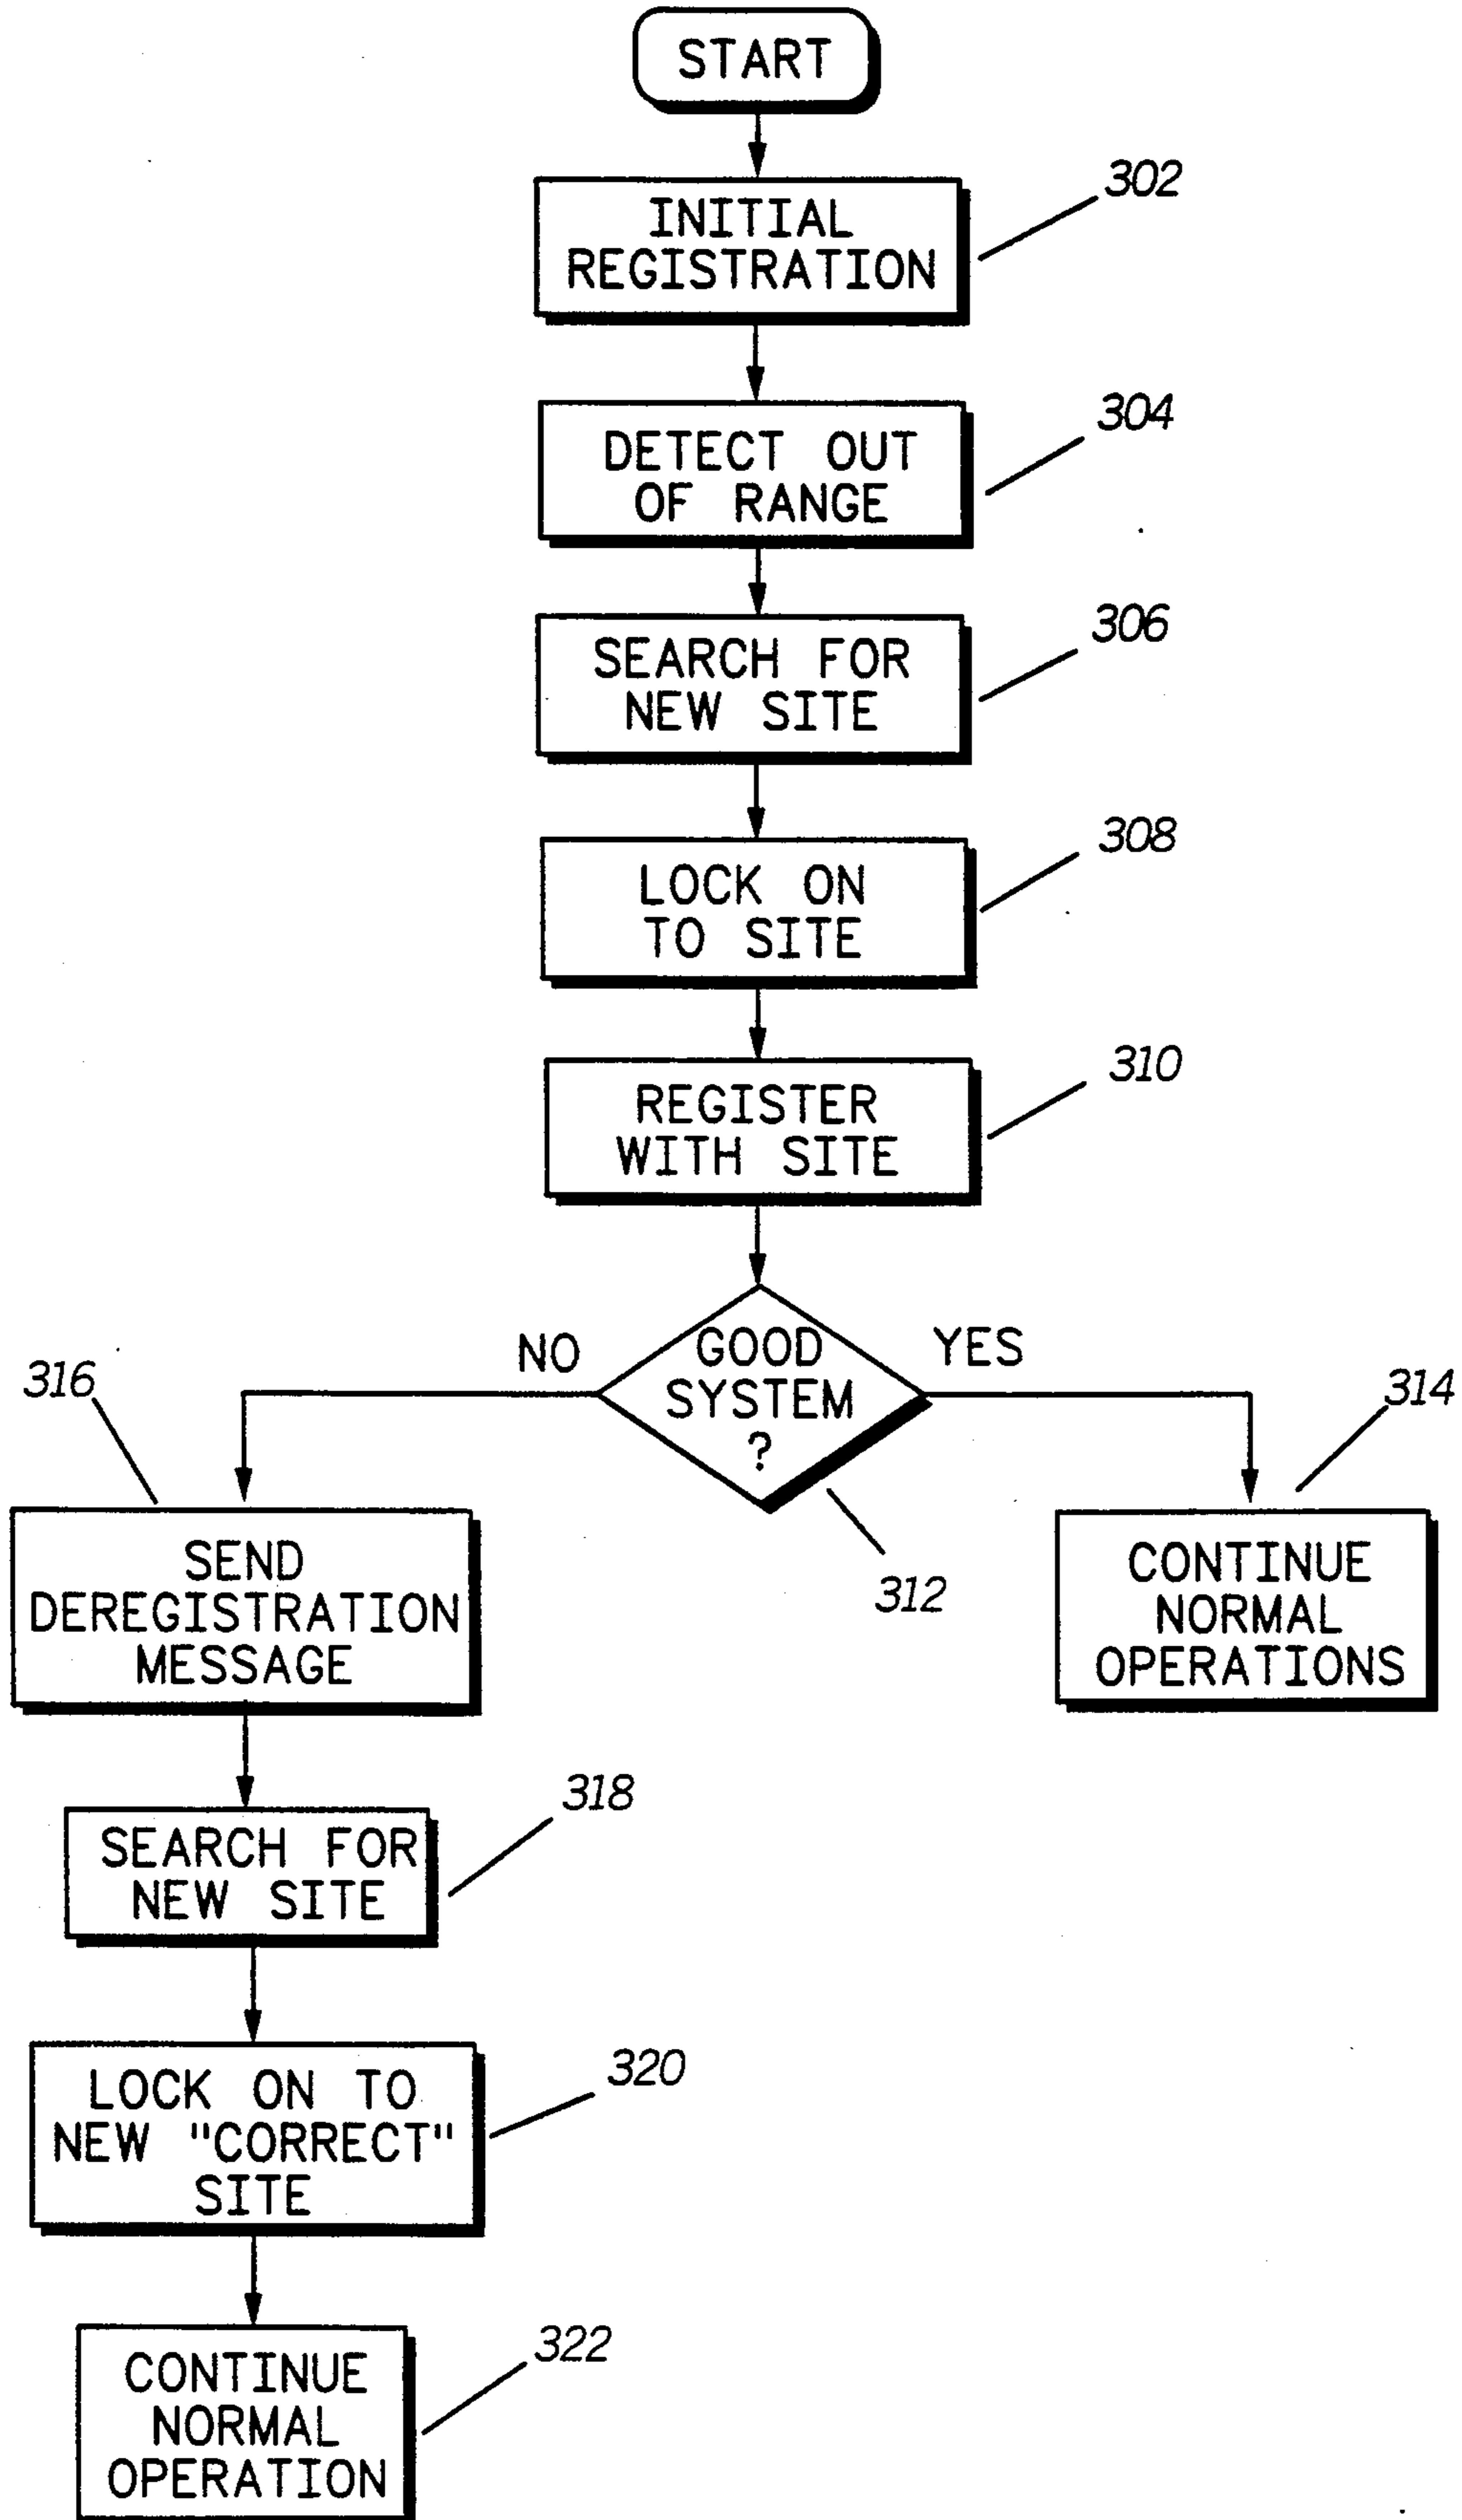 START
302
INITIAL
REGISTRATION
304
DETECT OUT
OF RANGE
306
SEARCH FOR
NEW SITE
308
LOCK ON
TO SITE
310
REGISTER
WITH SITE
NO
GOOD
SYSTEM
?
YES
316
314
312
SEND
DEREGISTRATION
MESSAGE
CONTINUE
NORMAL
OPERATIONS
318
SEARCH FOR
NEW SITE
320
LOCK ON TO
NEW "CORRECT"
SITE
322
CONTINUE
NORMAL
OPERATION